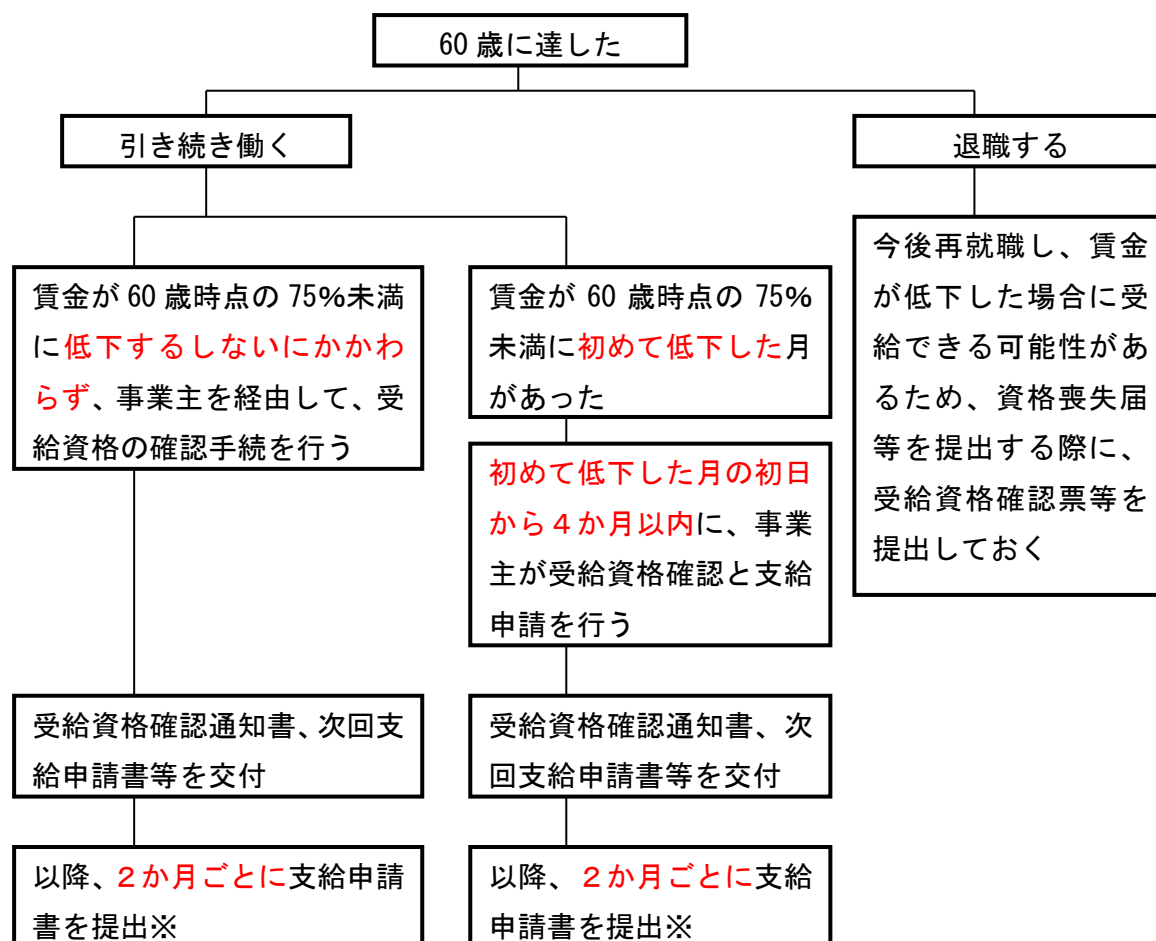 60歳に達した
引き続き働く
退職する
賃金が60歳時点の75%未満
に低下するしないにかかわ
らず、事業主を経由して、受
給資格の確認手続を行う
賃金が60歳時点の75%
未満に初めて低下した月
があった
今後再就職し、賃金
が低下した場合に受
給できる可能性があ
るため、資格喪失届
等を提出する際に、
受給資格確認票等を
提出しておく
初めて低下した月の初日
から4か月以内に、事業
主が受給資格確認と支給
申請を行う
受給資格確認通知書、次回支
給申請書等を交付
受給資格確認通知書、次
回支給申請書等を交付
以降、2か月ごとに支給申請
書を提出※
以降、2か月ごとに支給
申請書を提出※